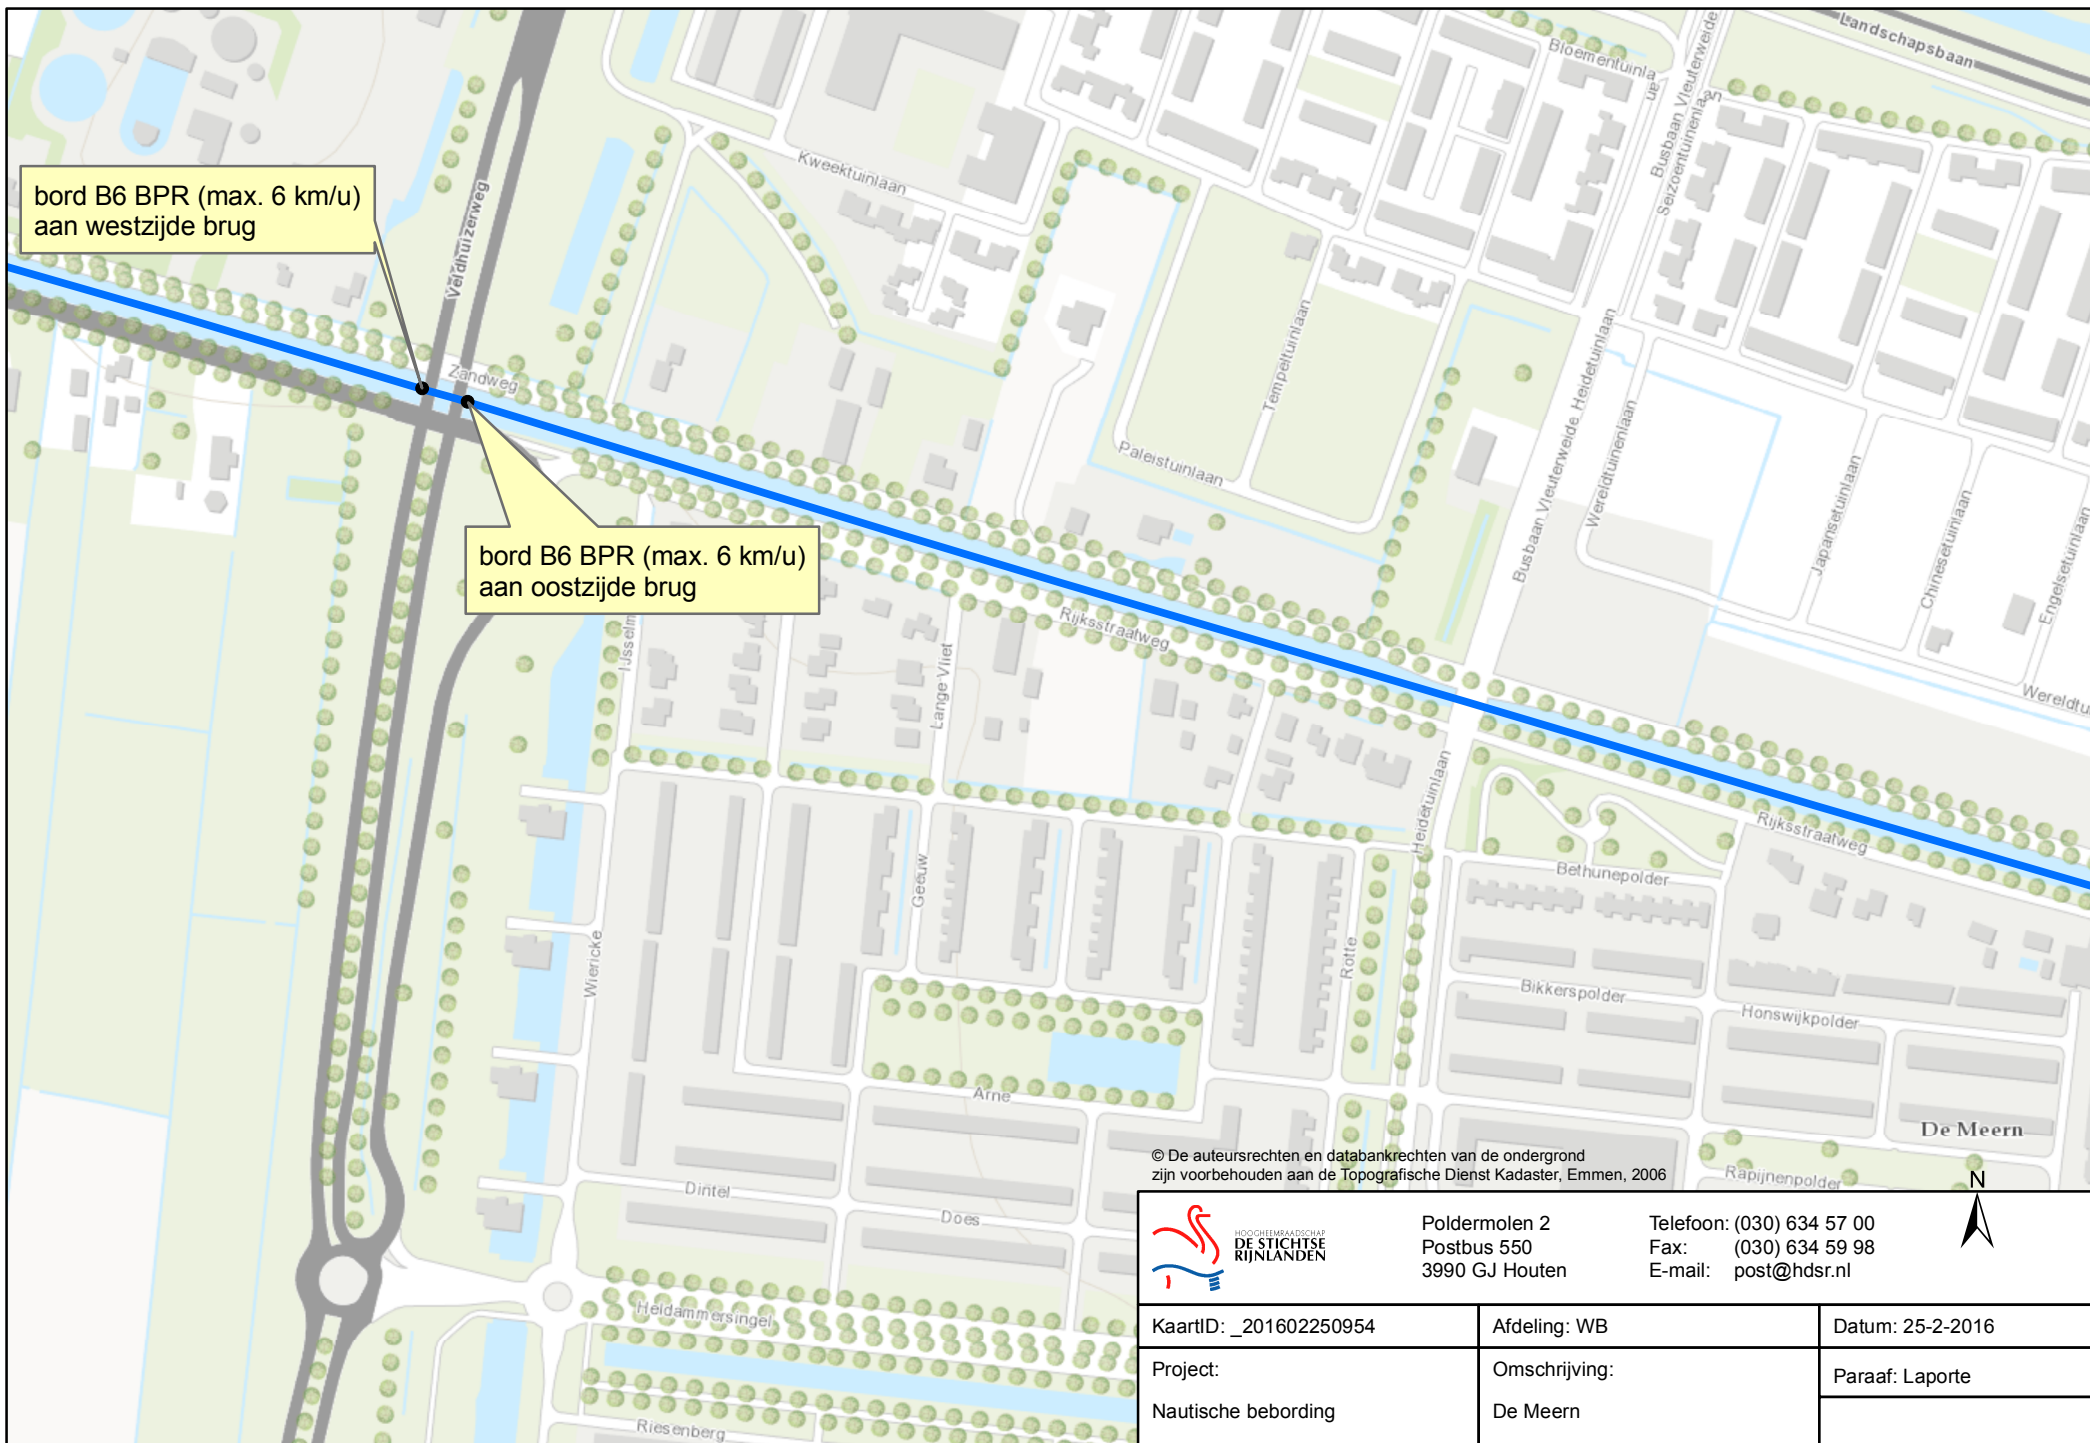 Landschapsbaan
Bloementuinlaan
Busbaan Vleuterweide
Seizoentuinenlaan
Kweektuinlaan
bord B6 BPR (max. 6 km/u)
aan westzijde brug
Veldhuizerweg
Zandweg
Tempeltuinlaan
Busbaan Vleuterweide Heidetuinlaan
Wereldtuinenlaan
Paleistuinlaan
Japansetuinlaan
Chinesetuinlaan
Engelsetuinlaan
bord B6 BPR (max. 6 km/u)
aan oostzijde brug
IJsselm
Rijksstraatweg
Lange Vliet
Wereldtu
Heidetuinlaan
Rijksstraatweg
Geeuw
Bethunepolder
Wiericke
Rotte
Bikkerspolder
Honswijkpolder
Arne
De Meern
© De auteursrechten en databankrechten van de ondergrond
zijn voorbehouden aan de Topografische Dienst Kadaster, Emmen, 2006
Rapijnenpolder
N
Dintel
Does
Heldammersingel
Riesenberg
HOOGHEEMRAADSCHAP
DE STICHTSE
RIJNLANDEN
Poldermolen 2
Postbus 550
3990 GJ Houten
Telefoon: (030) 634 57 00
Fax: (030) 634 59 98
E-mail: post@hdsr.nl
KaartID: _201602250954
Afdeling: WB
Datum: 25-2-2016
Project:
Nautische bebording
Omschrijving:
De Meern
Paraaf: Laporte